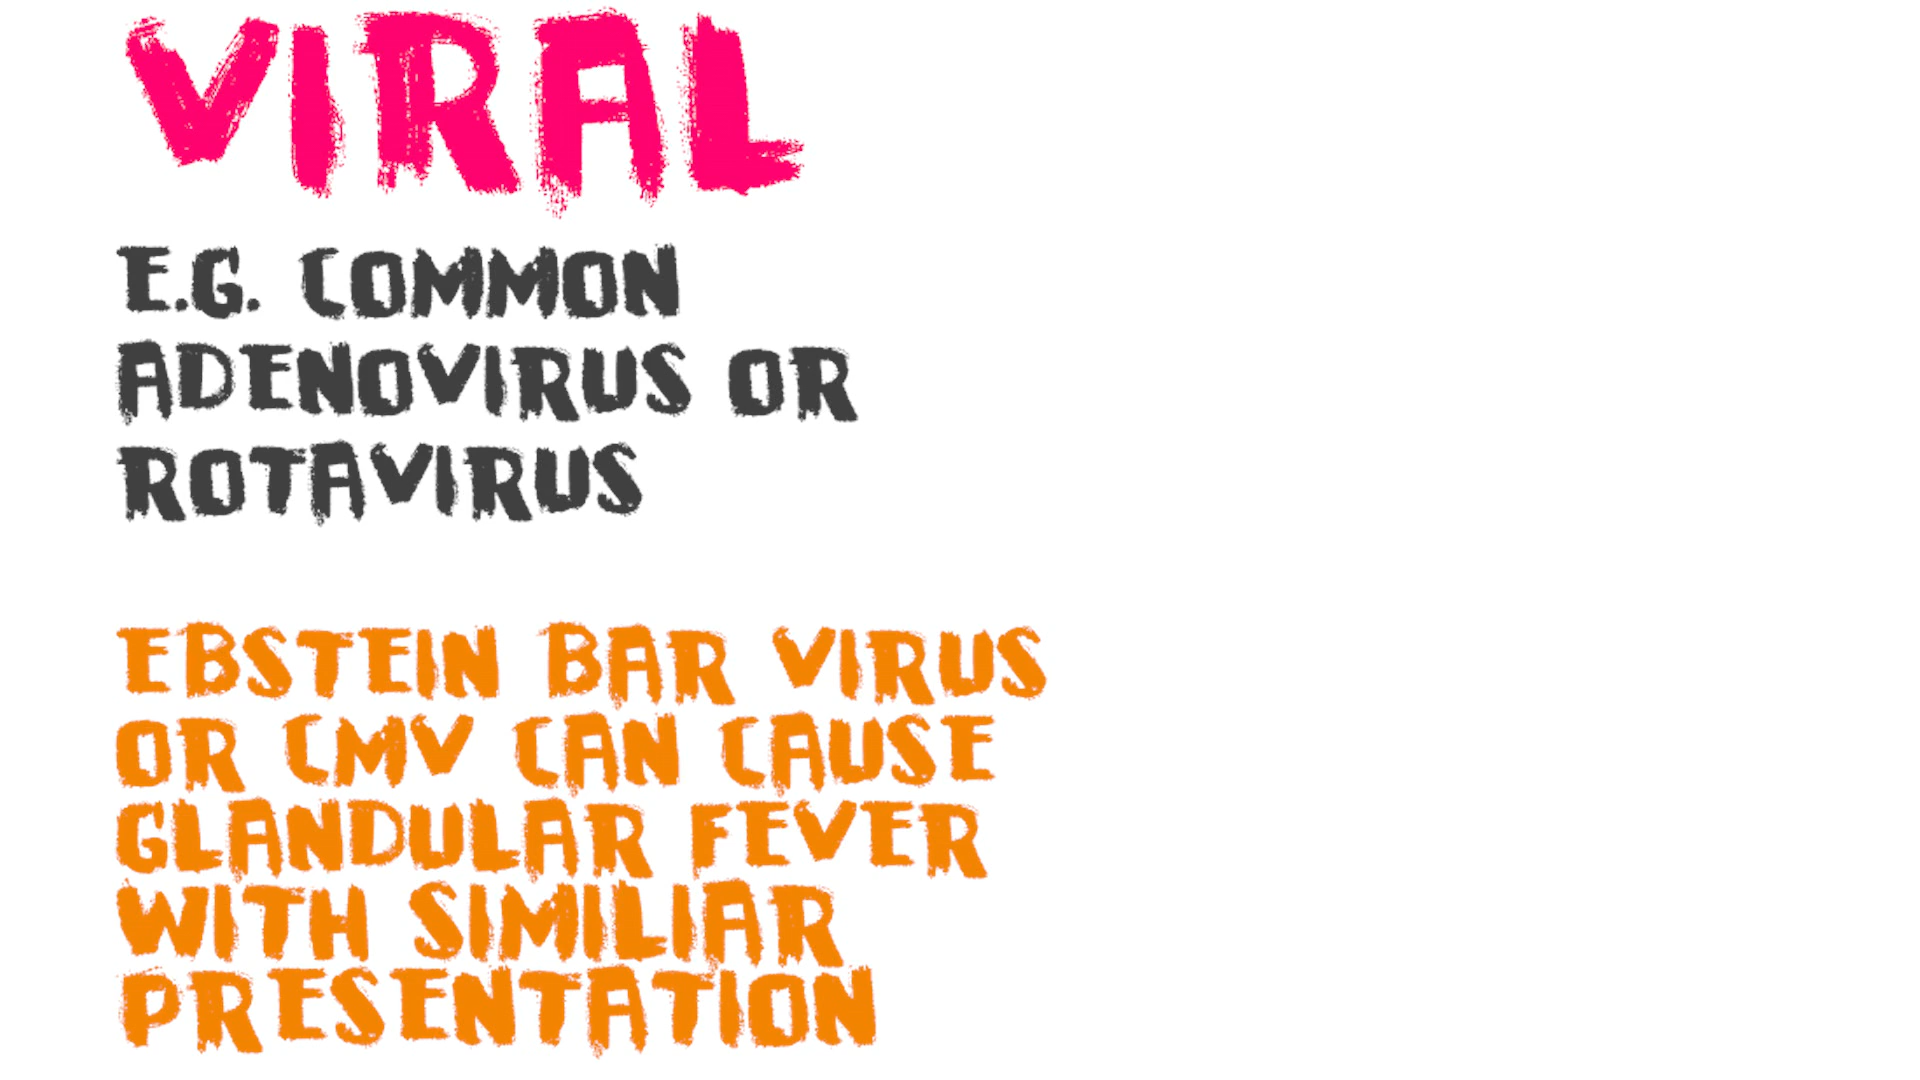 VIRAL
E.G. COMMON
ADENOVIRUS OR
ROTAVIRUS
EBSTEIN BAR VIRUS
OR CMV CAN CAUSE
GLANDULAR FEVER
WITH SIMILIAR
PRESENTATION